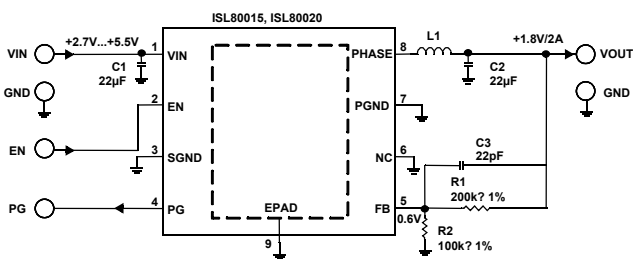 ISL80015, ISL80020
VIN
+2.7V...+5.5V
1
VIN
C1
22µF
GND
2
EN
EN
3
SGND
PG
4
PG
EPAD
9
PHASE
8
L1
+1.8V/2A
VOUT
C2
22µF
GND
PGND
7
NC
6
C3
22pF
R1
200k? 1%
FB
5
0.6V
R2
100k? 1%